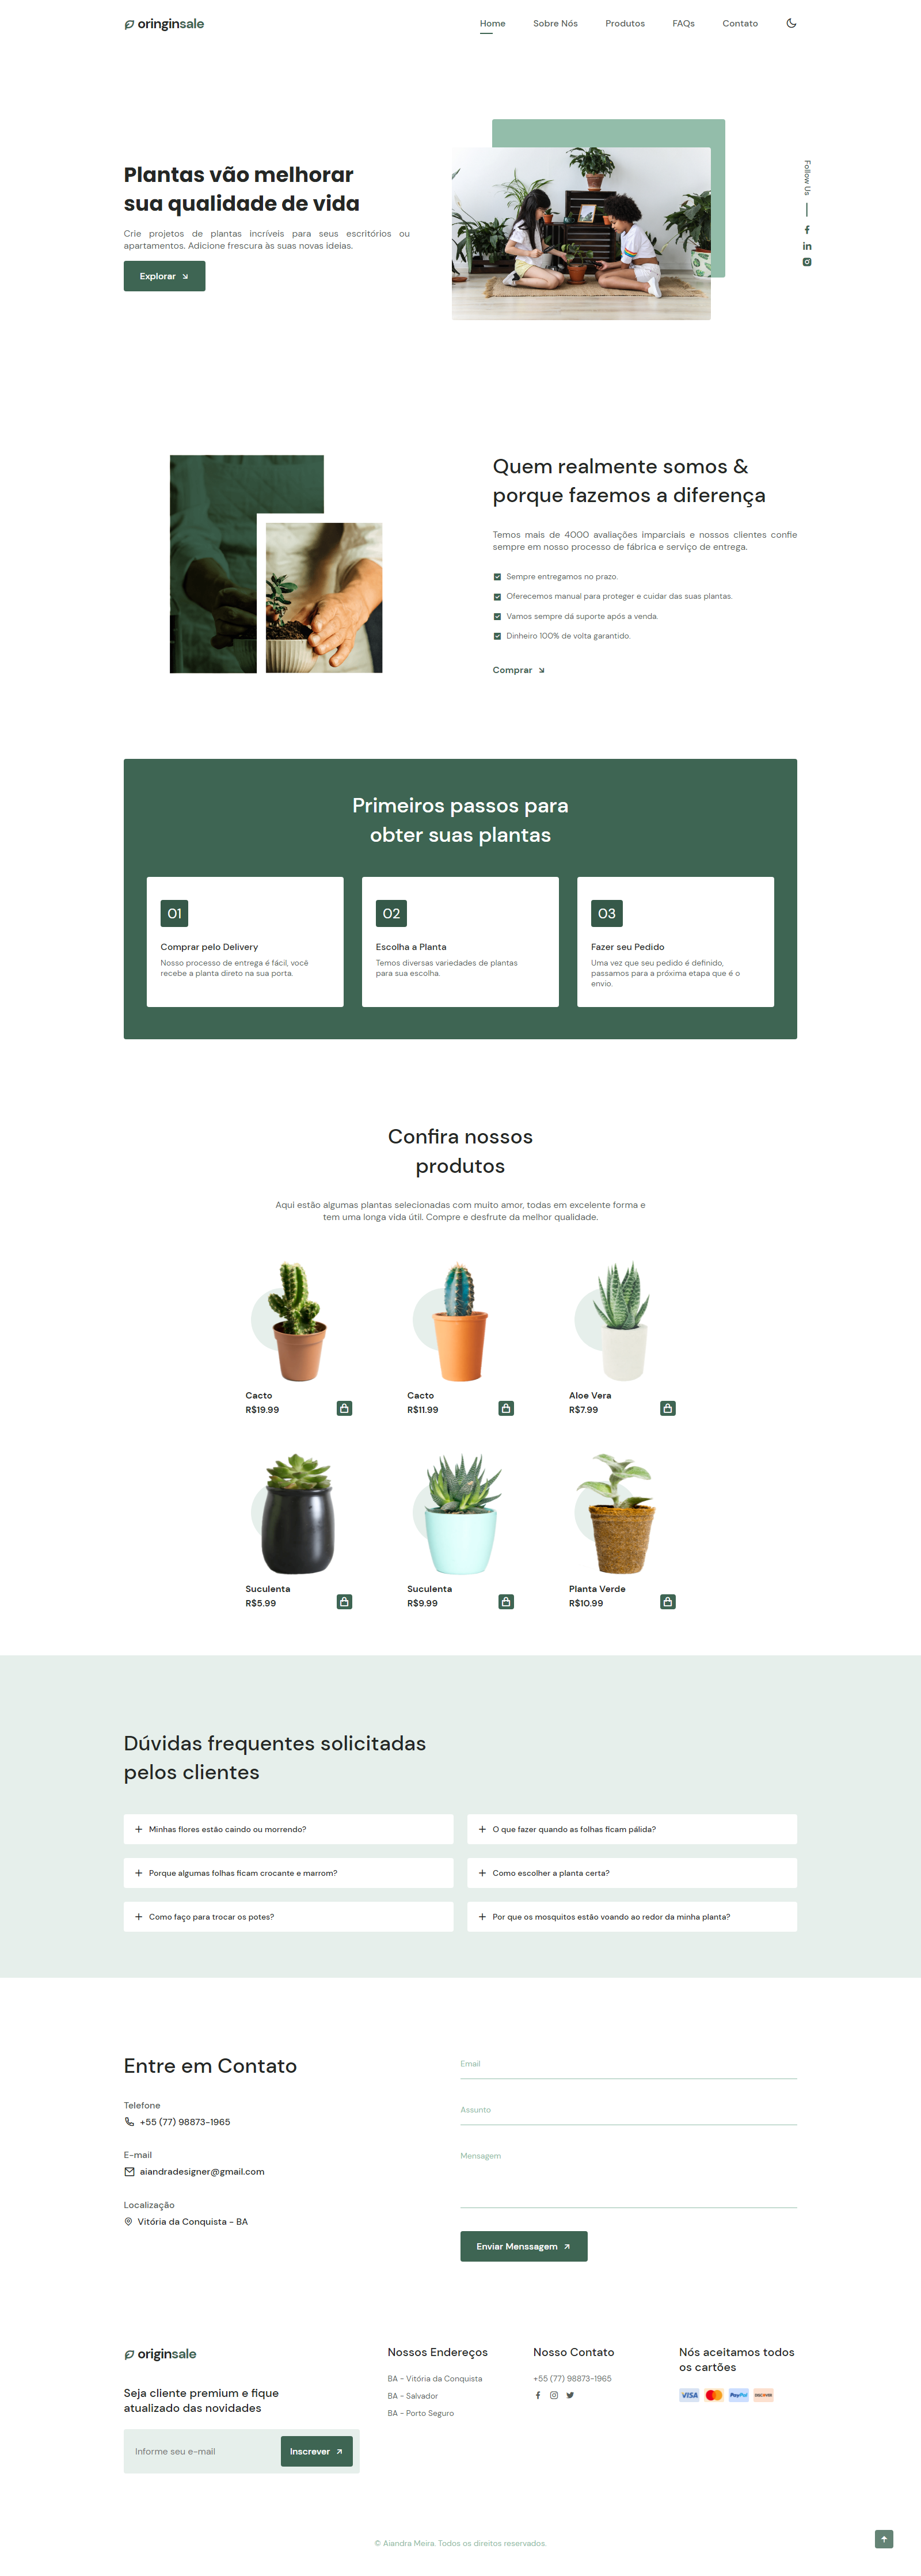 oringinsale
Home
Sobre Nós
Produtos
FAQs
Contato
Plantas vão melhorar
sua qualidade de vida
Crie projetos de plantas incríveis para seus escritórios ou
apartamentos. Adicione frescura às suas novas ideias.
Explorar
Follow Us
Quem realmente somos &
porque fazemos a diferença
Temos mais de 4000 avaliações imparciais e nossos clientes confie
sempre em nosso processo de fábrica e serviço de entrega.
Sempre entregamos no prazo.
Oferecemos manual para proteger e cuidar das suas plantas.
Vamos sempre dá suporte após a venda.
Dinheiro 100% de volta garantido.
Comprar
Primeiros passos para
obter suas plantas
01
Comprar pelo Delivery
Nosso processo de entrega é fácil, você
recebe a planta direto na sua porta.
02
Escolha a Planta
Temos diversas variedades de plantas
para sua escolha.
03
Fazer seu Pedido
Uma vez que seu pedido é definido,
passamos para a próxima etapa que é o
envio.
Confira nossos
produtos
Aqui estão algumas plantas selecionadas com muito amor, todas em excelente forma e
tem uma longa vida útil. Compre e desfrute da melhor qualidade.
Cacto
R$19.99
Cacto
R$11.99
Aloe Vera
R$7.99
Suculenta
R$5.99
Suculenta
R$9.99
Planta Verde
R$10.99
Dúvidas frequentes solicitadas
pelos clientes
Minhas flores estão caindo ou morrendo?
O que fazer quando as folhas ficam pálida?
Porque algumas folhas ficam crocante e marrom?
Como escolher a planta certa?
Como faço para trocar os potes?
Por que os mosquitos estão voando ao redor da minha planta?
Entre em Contato
Telefone
+55 (77) 98873-1965
E-mail
aiandradesigner@gmail.com
Localização
Vitória da Conquista - BA
Email
Assunto
Mensagem
Enviar Menssagem
originsale
Seja cliente premium e fique
atualizado das novidades
Informe seu e-mail
Inscrever
Nossos Endereços
BA - Vitória da Conquista
BA - Salvador
BA - Porto Seguro
Nosso Contato
+55 (77) 98873-1965
Nós aceitamos todos
os cartões
VISA
PayPal
DISCOVER
© Aiandra Meira. Todos os direitos reservados.